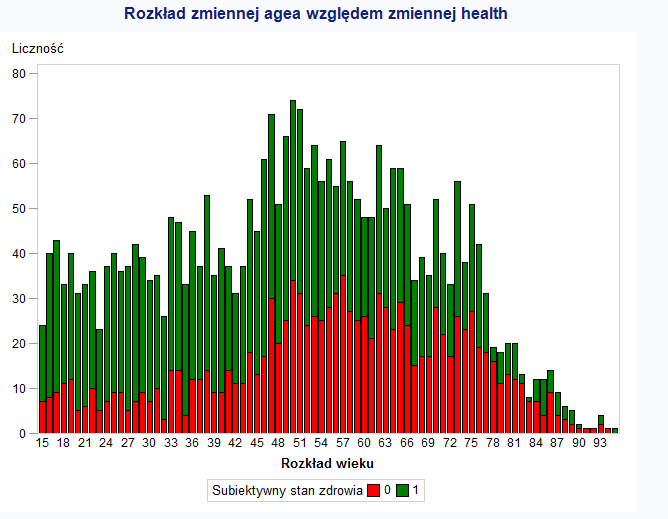 Rozkład zmiennej agea względem zmiennej health
Liczność
80
70
60
50
40
30
20
10
0
15 18 21 24 27 30 33 36 39 42 45 48 51 54 57 60 63 66 69 72 75 78 81 84 87 90 93
Rozkład wieku
Subiektywny stan zdrowia 0 1